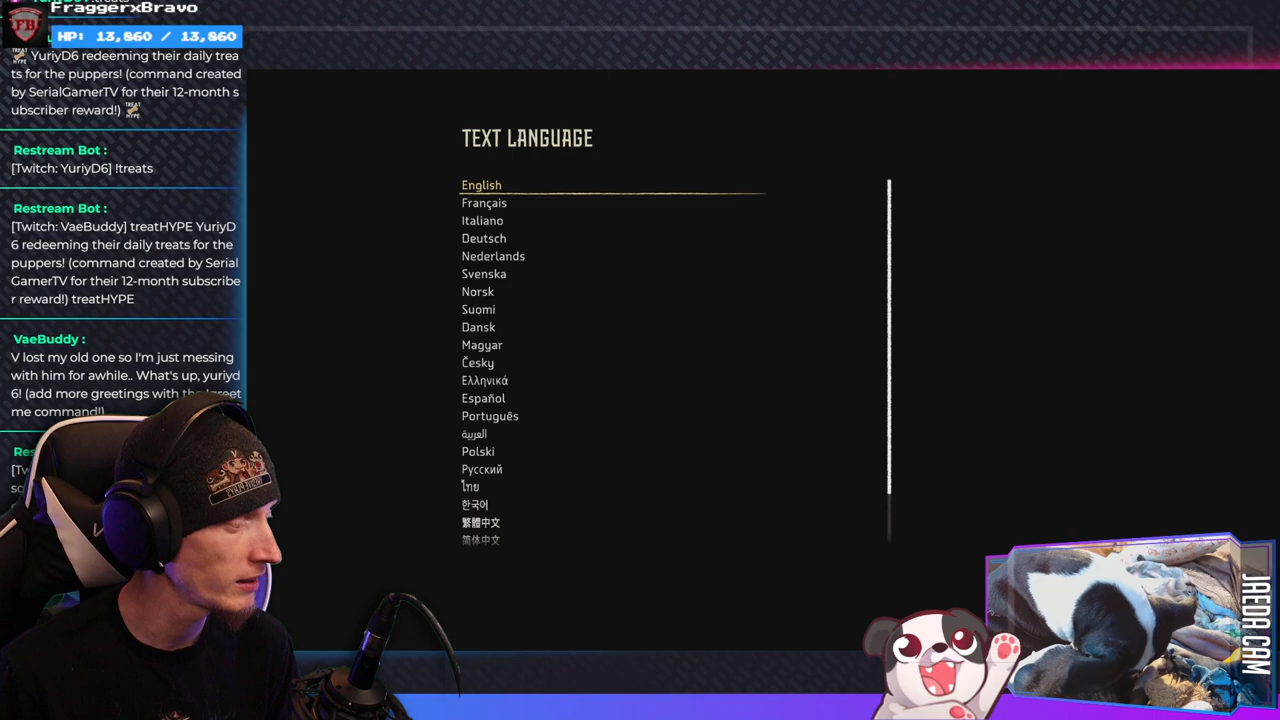 FraggerxBravo
FB
HP: 13,860 / 13,860
YuriyD6 redeeming their daily trea
ts for the puppers! (command created
by SerialGamerTV for their 12-month s
ubscriber reward!)
TREAT
HYPE
Restream Bot :
[Twitch: YuriyD6] !treats
Restream Bot :
[Twitch: VaeBuddy] treatHYPE YuriyD
6 redeeming their daily treats for the
puppers! (command created by Serial
GamerTV for their 12-month subscribe
r reward!) treatHYPE
VaeBuddy :
V lost my old one so I'm just messing
with him for awhile.. What's up, yuriyd
6! (add more greetings with the !greet
me command!)
TEXT LANGUAGE
English
Français
Italiano
Deutsch
Nederlands
Svenska
Norsk
Suomi
Dansk
Magyar
Česky
Ελληνικά
Español
Português
العربية
Polski
Русский
ไทย
한국어
繁體中文
简体中文
JAEDA CAM